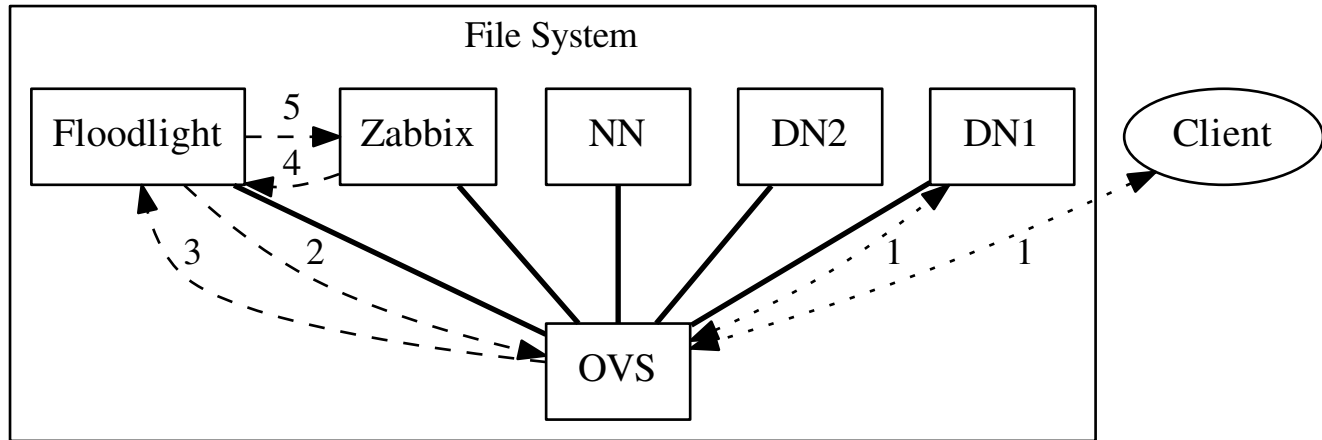 File System
Floodlight
5
Zabbix
NN
DN2
DN1
Client
4
3
2
1
1
OVS